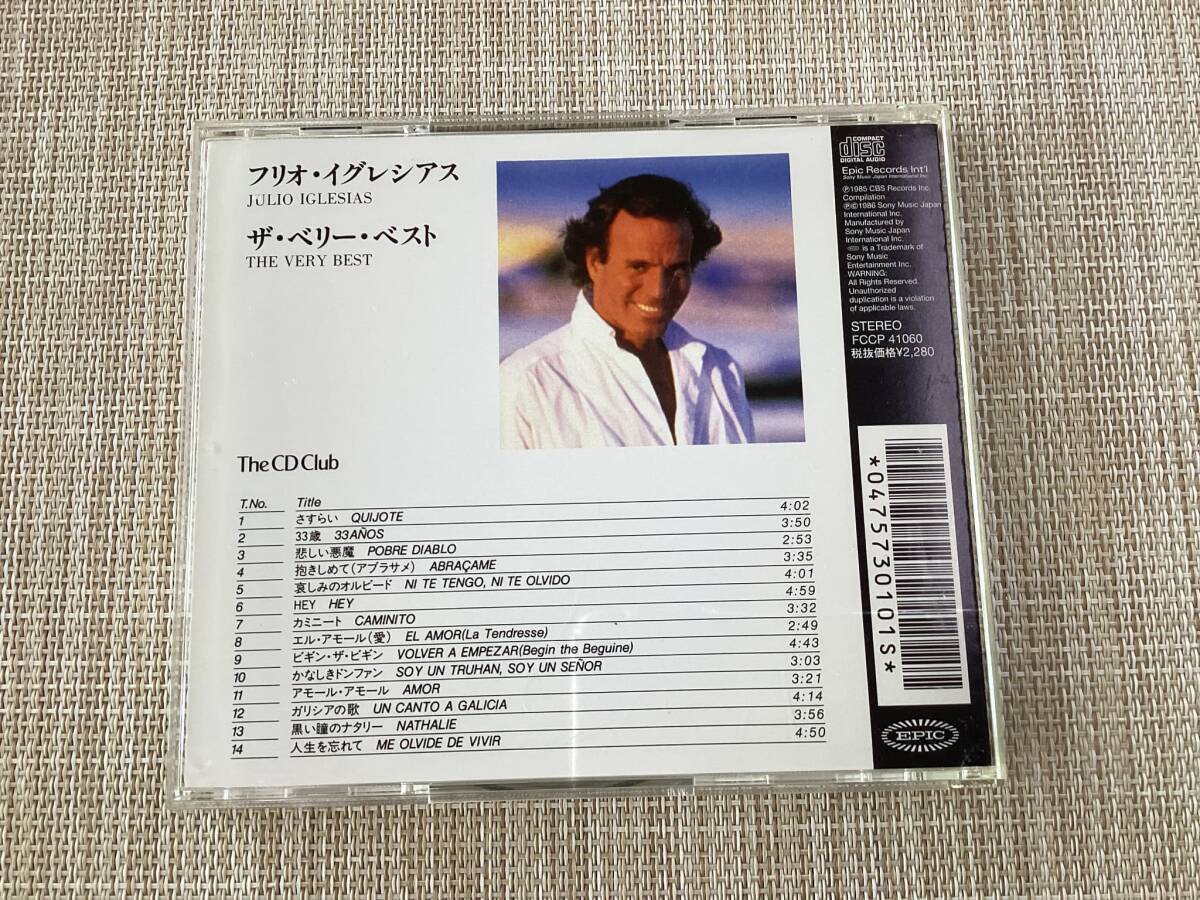 フリオ・イグレシアス
JULIO IGLESIAS
ザ・ベリー・ベスト
THE VERY BEST
The CD Club
T.No. Title
1 さすらい QUIJOTE 4:02
2 33歳 33AÑOS 3:50
3 悲しい悪魔 POBRE DIABLO 2:53
4 抱きしめて(アブラサメ) ABRAÇAME 3:35
5 哀しみのオルビード NI TE TENGO, NI TE OLVIDO 4:01
6 HEY HEY 4:59
7 カミニート CAMINITO 3:32
8 エル・アモール(愛) EL AMOR(La Tendresse) 2:49
9 ビギン・ザ・ビギン VOLVER A EMPEZAR(Begin the Beguine) 4:43
10 かなしきドンファン SOY UN TRUHAN, SOY UN SEÑOR 3:03
11 アモール・アモール AMOR 3:21
12 ガリシアの歌 UN CANTO A GALICIA 4:14
13 黒い瞳のナタリー NATHALIE 3:56
14 人生を忘れて ME OLVIDE DE VIVIR 4:50
COMPACT
disc
DIGITAL AUDIO
Epic Records Int'l
Sony Music Japan International Inc.
Ⓟ1985 CBS Records Inc.
Compilation
Ⓟ©1986 Sony Music Japan
International Inc.
Manufactured by
Sony Music Japan
International Inc.
is a Trademark of
Sony Music
Entertainment Inc.
WARNING:
All Rights Reserved.
Unauthorized
duplication is a violation
of applicable laws.
STEREO
FCCP 41060
税抜価格¥2,280
*0475730101S*
EPIC